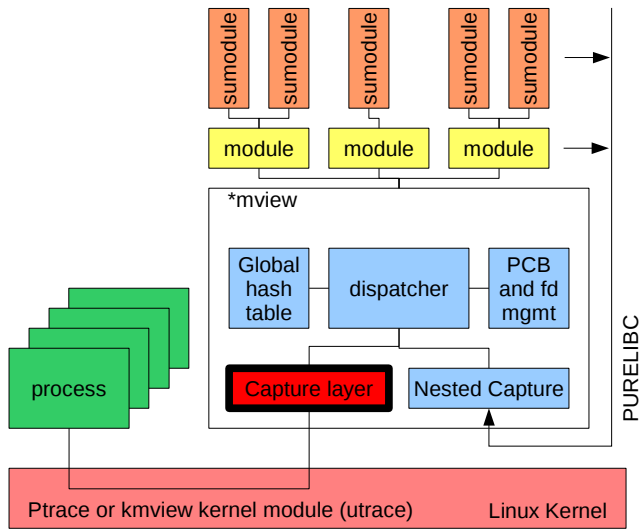 sumodule
sumodule
sumodule
sumodule
sumodule
module
module
module
*mview
Global
hash
table
dispatcher
PCB
and fd
mgmt
process
Capture layer
Nested Capture
PURELIBC
Ptrace or kmview kernel module (utrace)
Linux Kernel